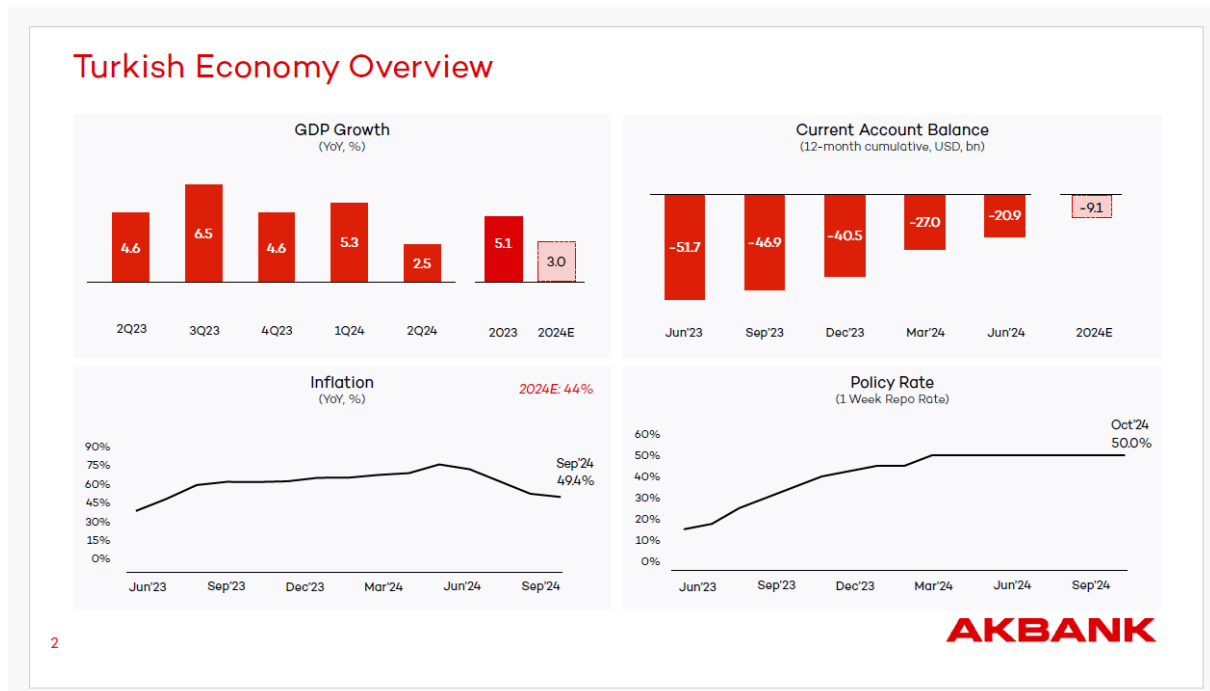 Turkish Economy Overview
GDP Growth
(YoY, %)
4.6
6.5
4.6
5.3
2.5
5.1
3.0
2Q23
3Q23
4Q23
1Q24
2Q24
2023
2024E
Current Account Balance
(12-month cumulative, USD, bn)
-51.7
-46.9
-40.5
-27.0
-20.9
-9.1
Jun'23
Sep'23
Dec'23
Mar'24
Jun'24
2024E
Inflation
(YoY, %)
2024E: 44%
90%
75%
60%
45%
30%
15%
0%
Sep'24
49.4%
Jun'23
Sep'23
Dec'23
Mar'24
Jun'24
Sep'24
Policy Rate
(1 Week Repo Rate)
60%
50%
40%
30%
20%
10%
0%
Oct'24
50.0%
Jun'23
Sep'23
Dec'23
Mar'24
Jun'24
Sep'24
2
AKBANK